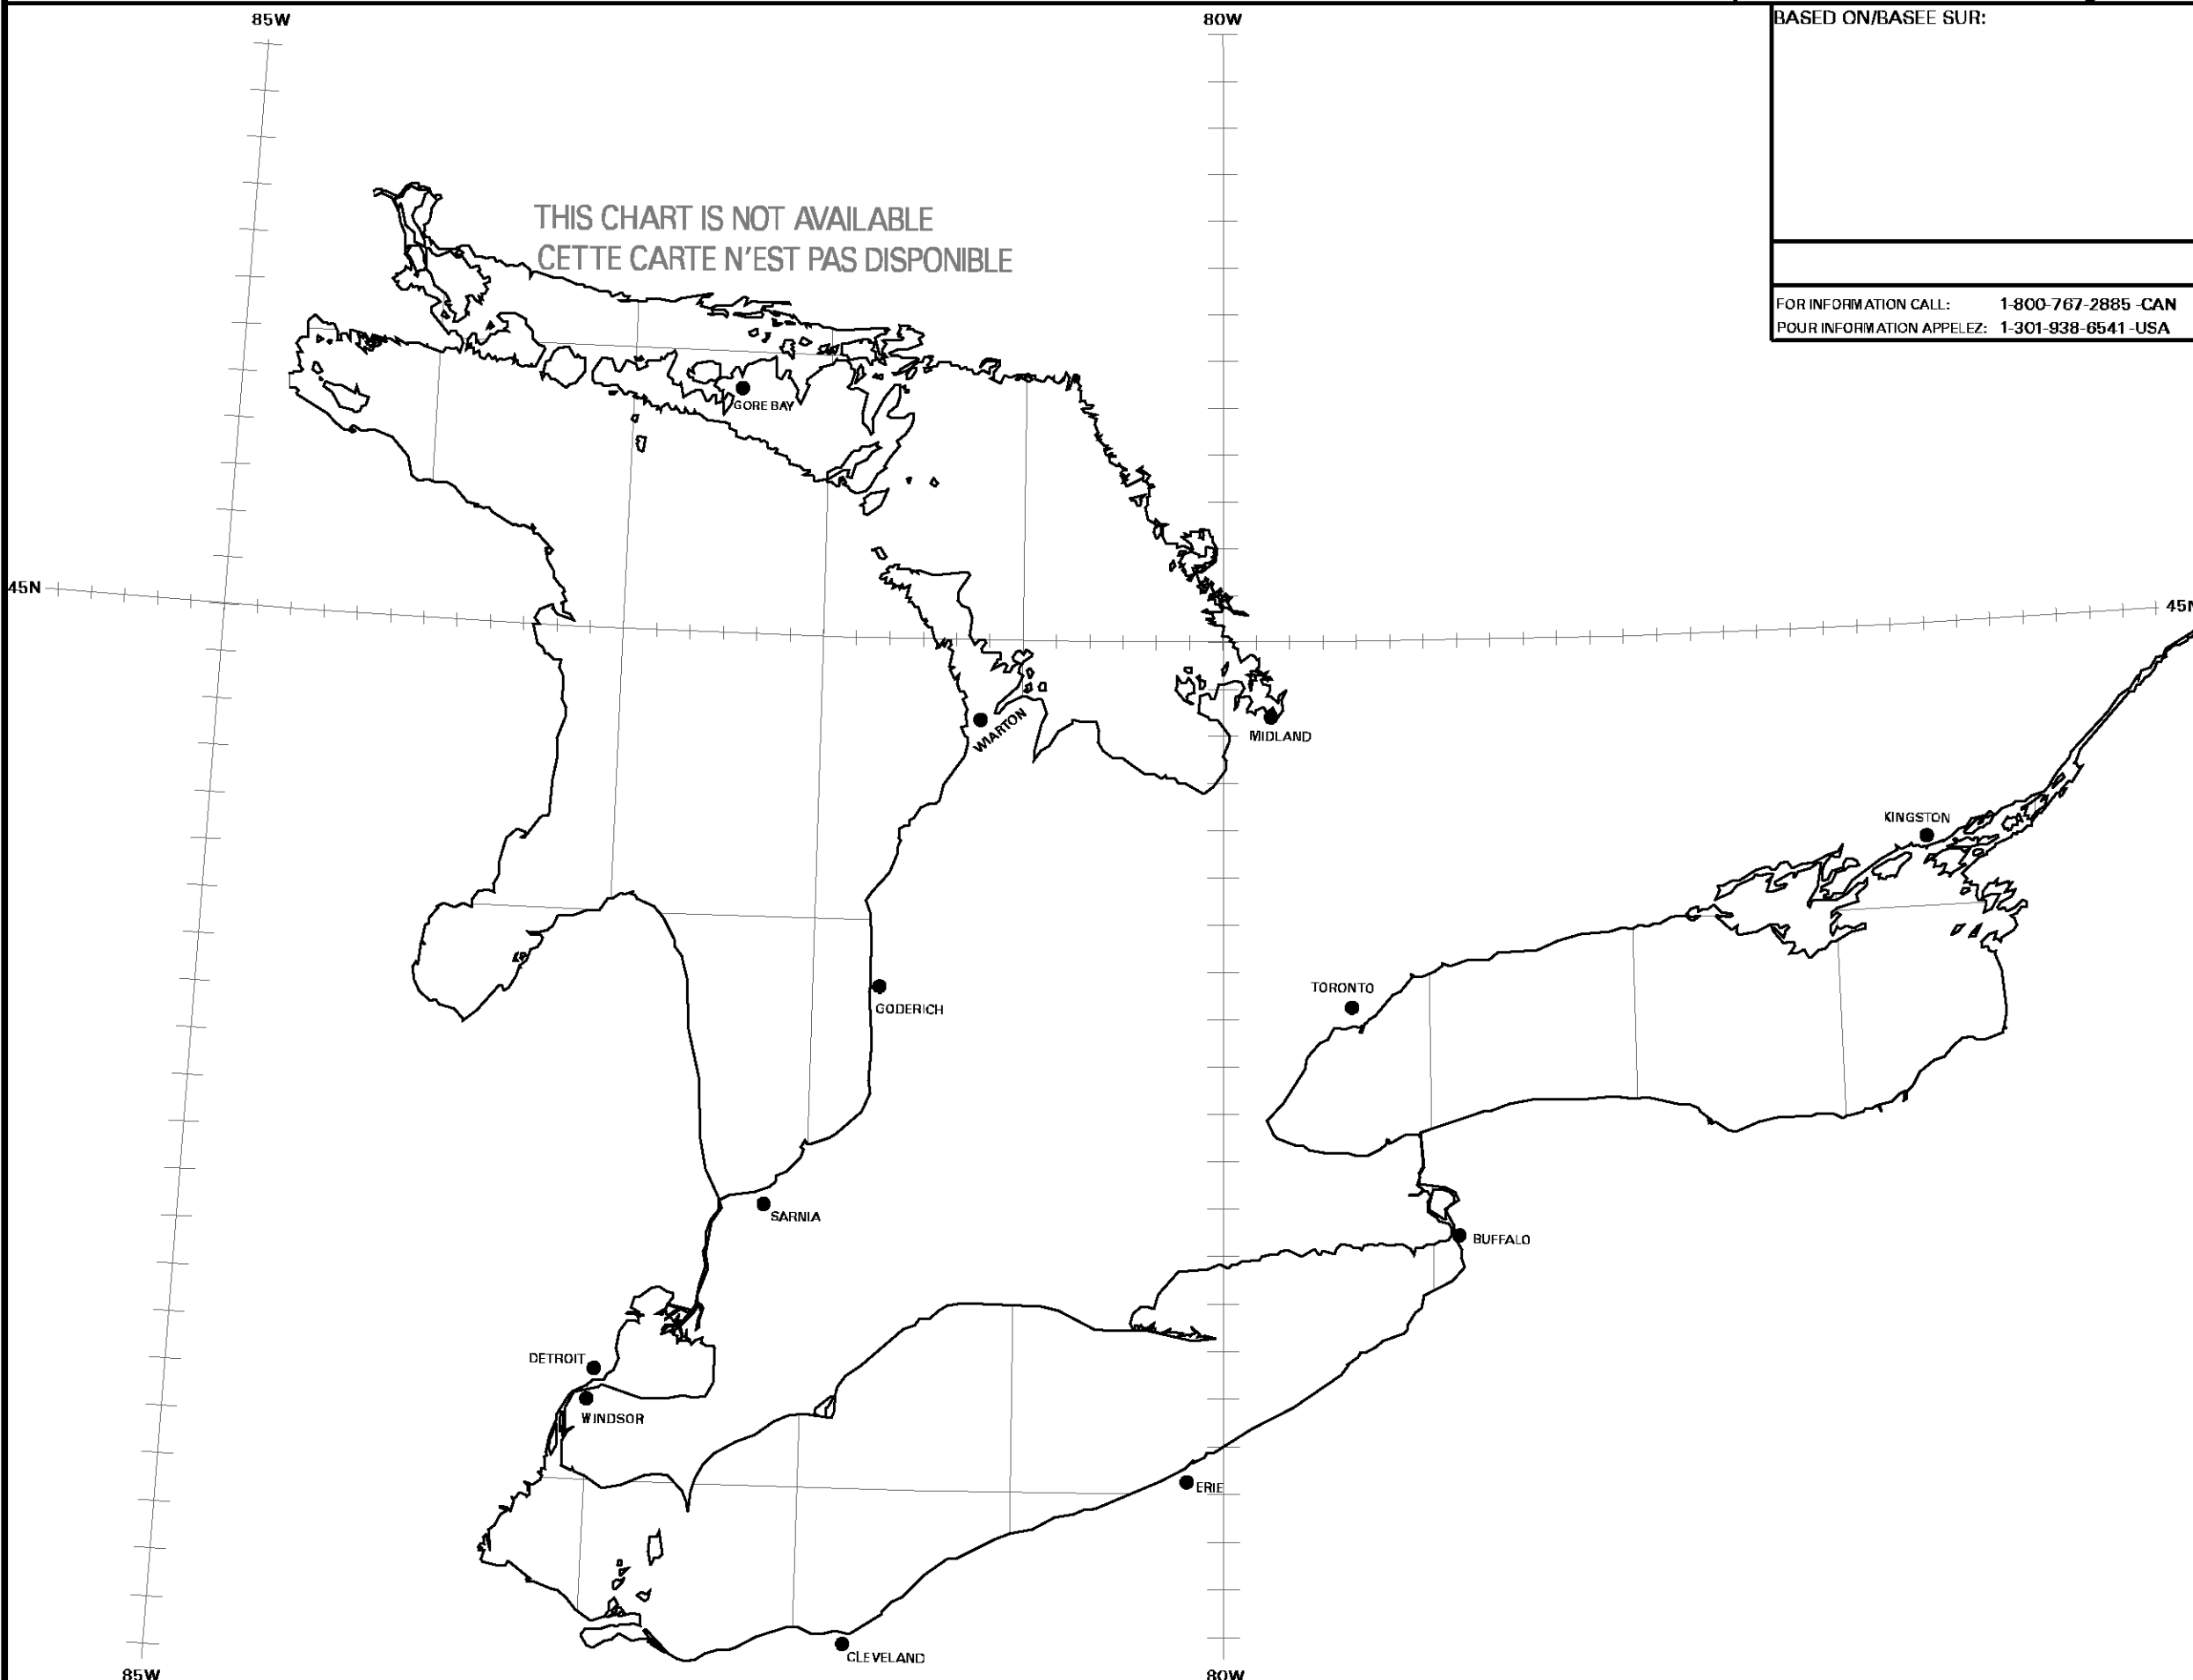 85W
80W
BASED ON/BASEE SUR:
THIS CHART IS NOT AVAILABLE
CETTE CARTE N'EST PAS DISPONIBLE
FOR INFORMATION CALL: 1-800-767-2885 -CAN
POUR INFORMATION APPELEZ: 1-301-938-6541 -USA
GORE BAY
45N
45N
WIARTON
MIDLAND
KINGSTON
TORONTO
GODERICH
SARNIA
BUFFALO
DETROIT
WINDSOR
ERIE
CLEVELAND
85W
80W